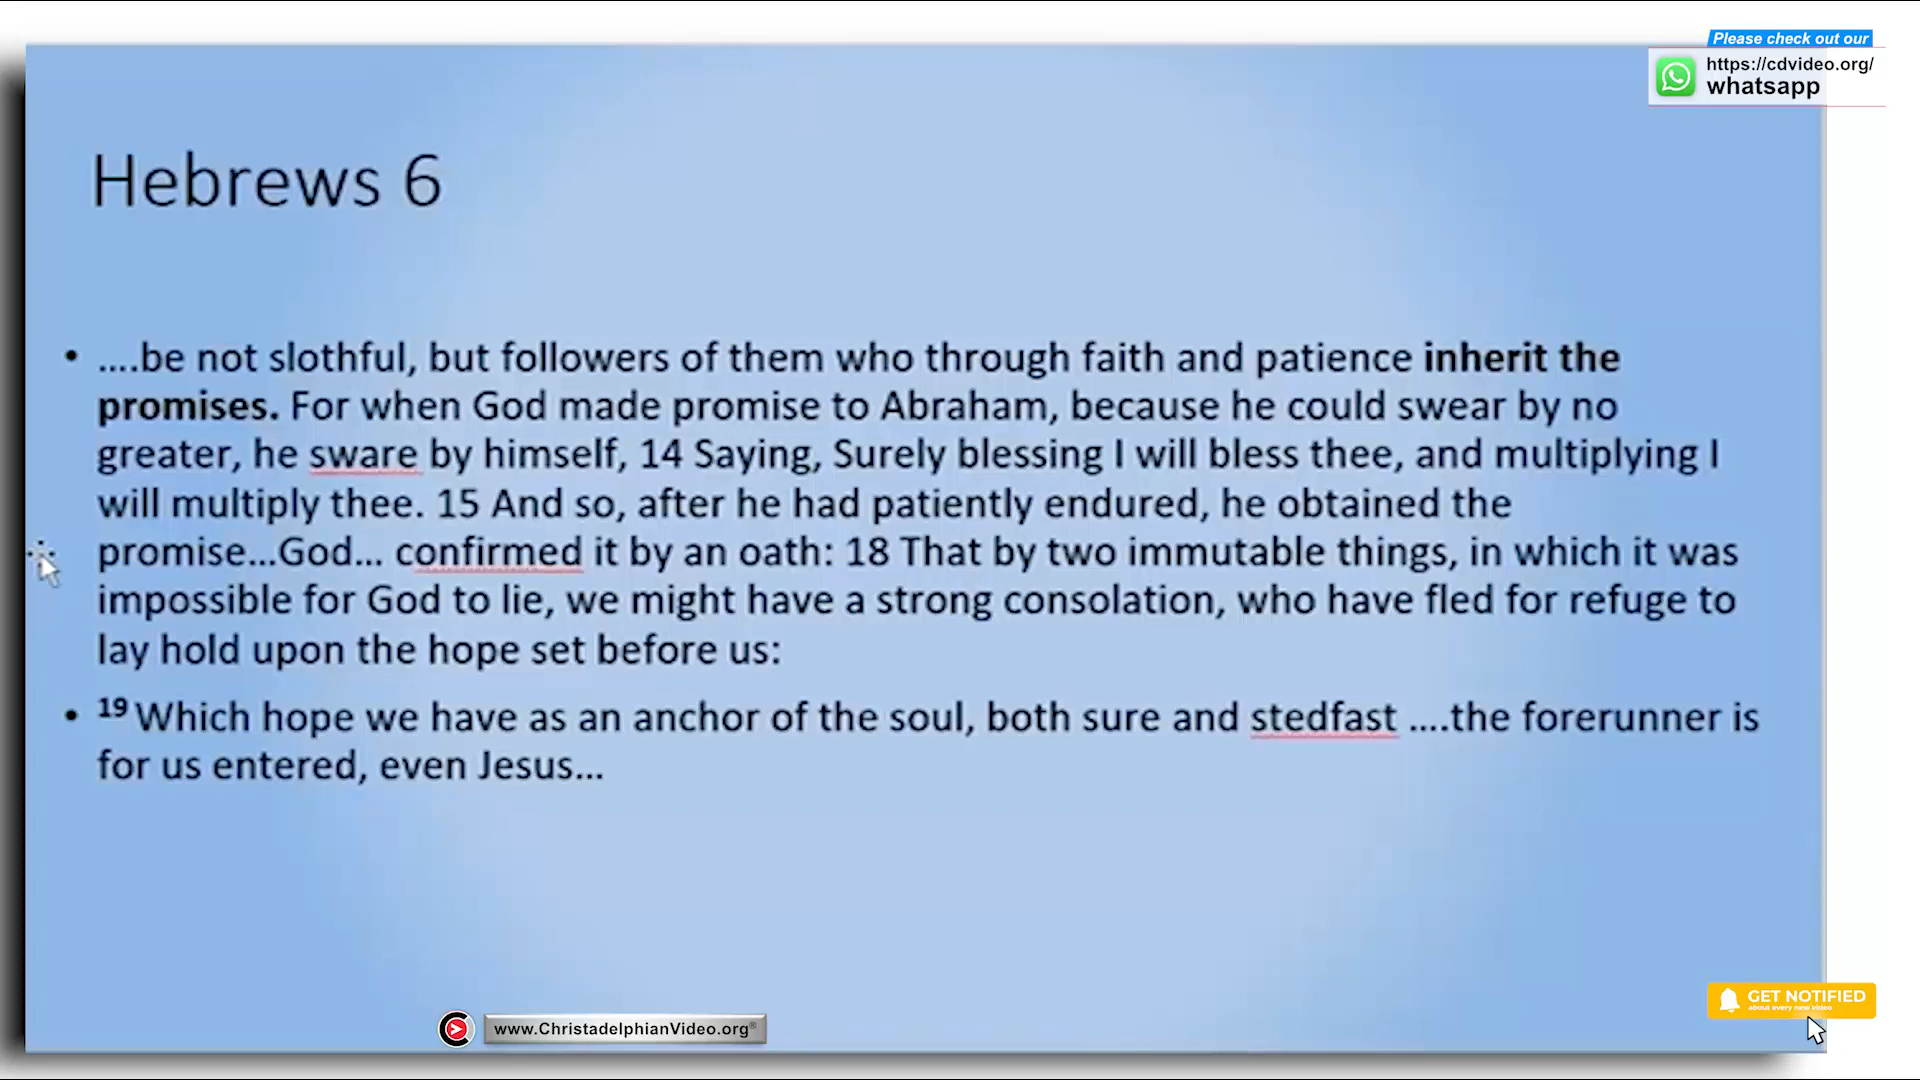 Please check out our
https://cdvideo.org/
whatsapp
Hebrews 6
• ....be not slothful, but followers of them who through faith and patience inherit the
promises. For when God made promise to Abraham, because he could swear by no
greater, he sware by himself, 14 Saying, Surely blessing I will bless thee, and multiplying I
will multiply thee. 15 And so, after he had patiently endured, he obtained the
promise...God... confirmed it by an oath: 18 That by two immutable things, in which it was
impossible for God to lie, we might have a strong consolation, who have fled for refuge to
lay hold upon the hope set before us:
• 19 Which hope we have as an anchor of the soul, both sure and stedfast ....the forerunner is
for us entered, even Jesus...
GET NOTIFIED
about every new video
www.ChristadelphianVideo.org®